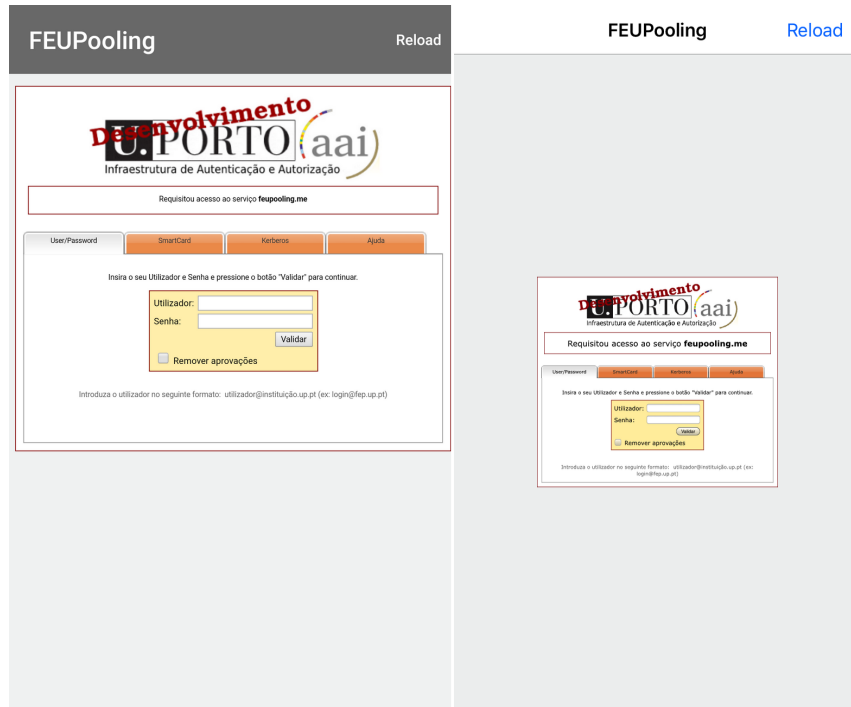 FEUPooling
Reload
Desenvolvimento
U.PORTO (aai)
Infraestrutura de Autenticação e Autorização
Requisitou acesso ao serviço feupooling.me
User/Password SmartCard Kerberos Ajuda
Insira o seu Utilizador e Senha e pressione o botão "Validar" para continuar.
Utilizador:
Senha:
Validar
Remover aprovações
Introduza o utilizador no seguinte formato: utilizador@instituição.up.pt (ex: login@fep.up.pt)
FEUPooling
Reload
Desenvolvimento
U.PORTO (aai)
Infraestrutura de Autenticação e Autorização
Requisitou acesso ao serviço feupooling.me
User/Password SmartCard Kerberos Ajuda
Insira o seu Utilizador e Senha e pressione o botão "Validar" para continuar.
Utilizador:
Senha:
Validar
Remover aprovações
Introduza o utilizador no seguinte formato: utilizador@instituição.up.pt (ex:
login@fep.up.pt)